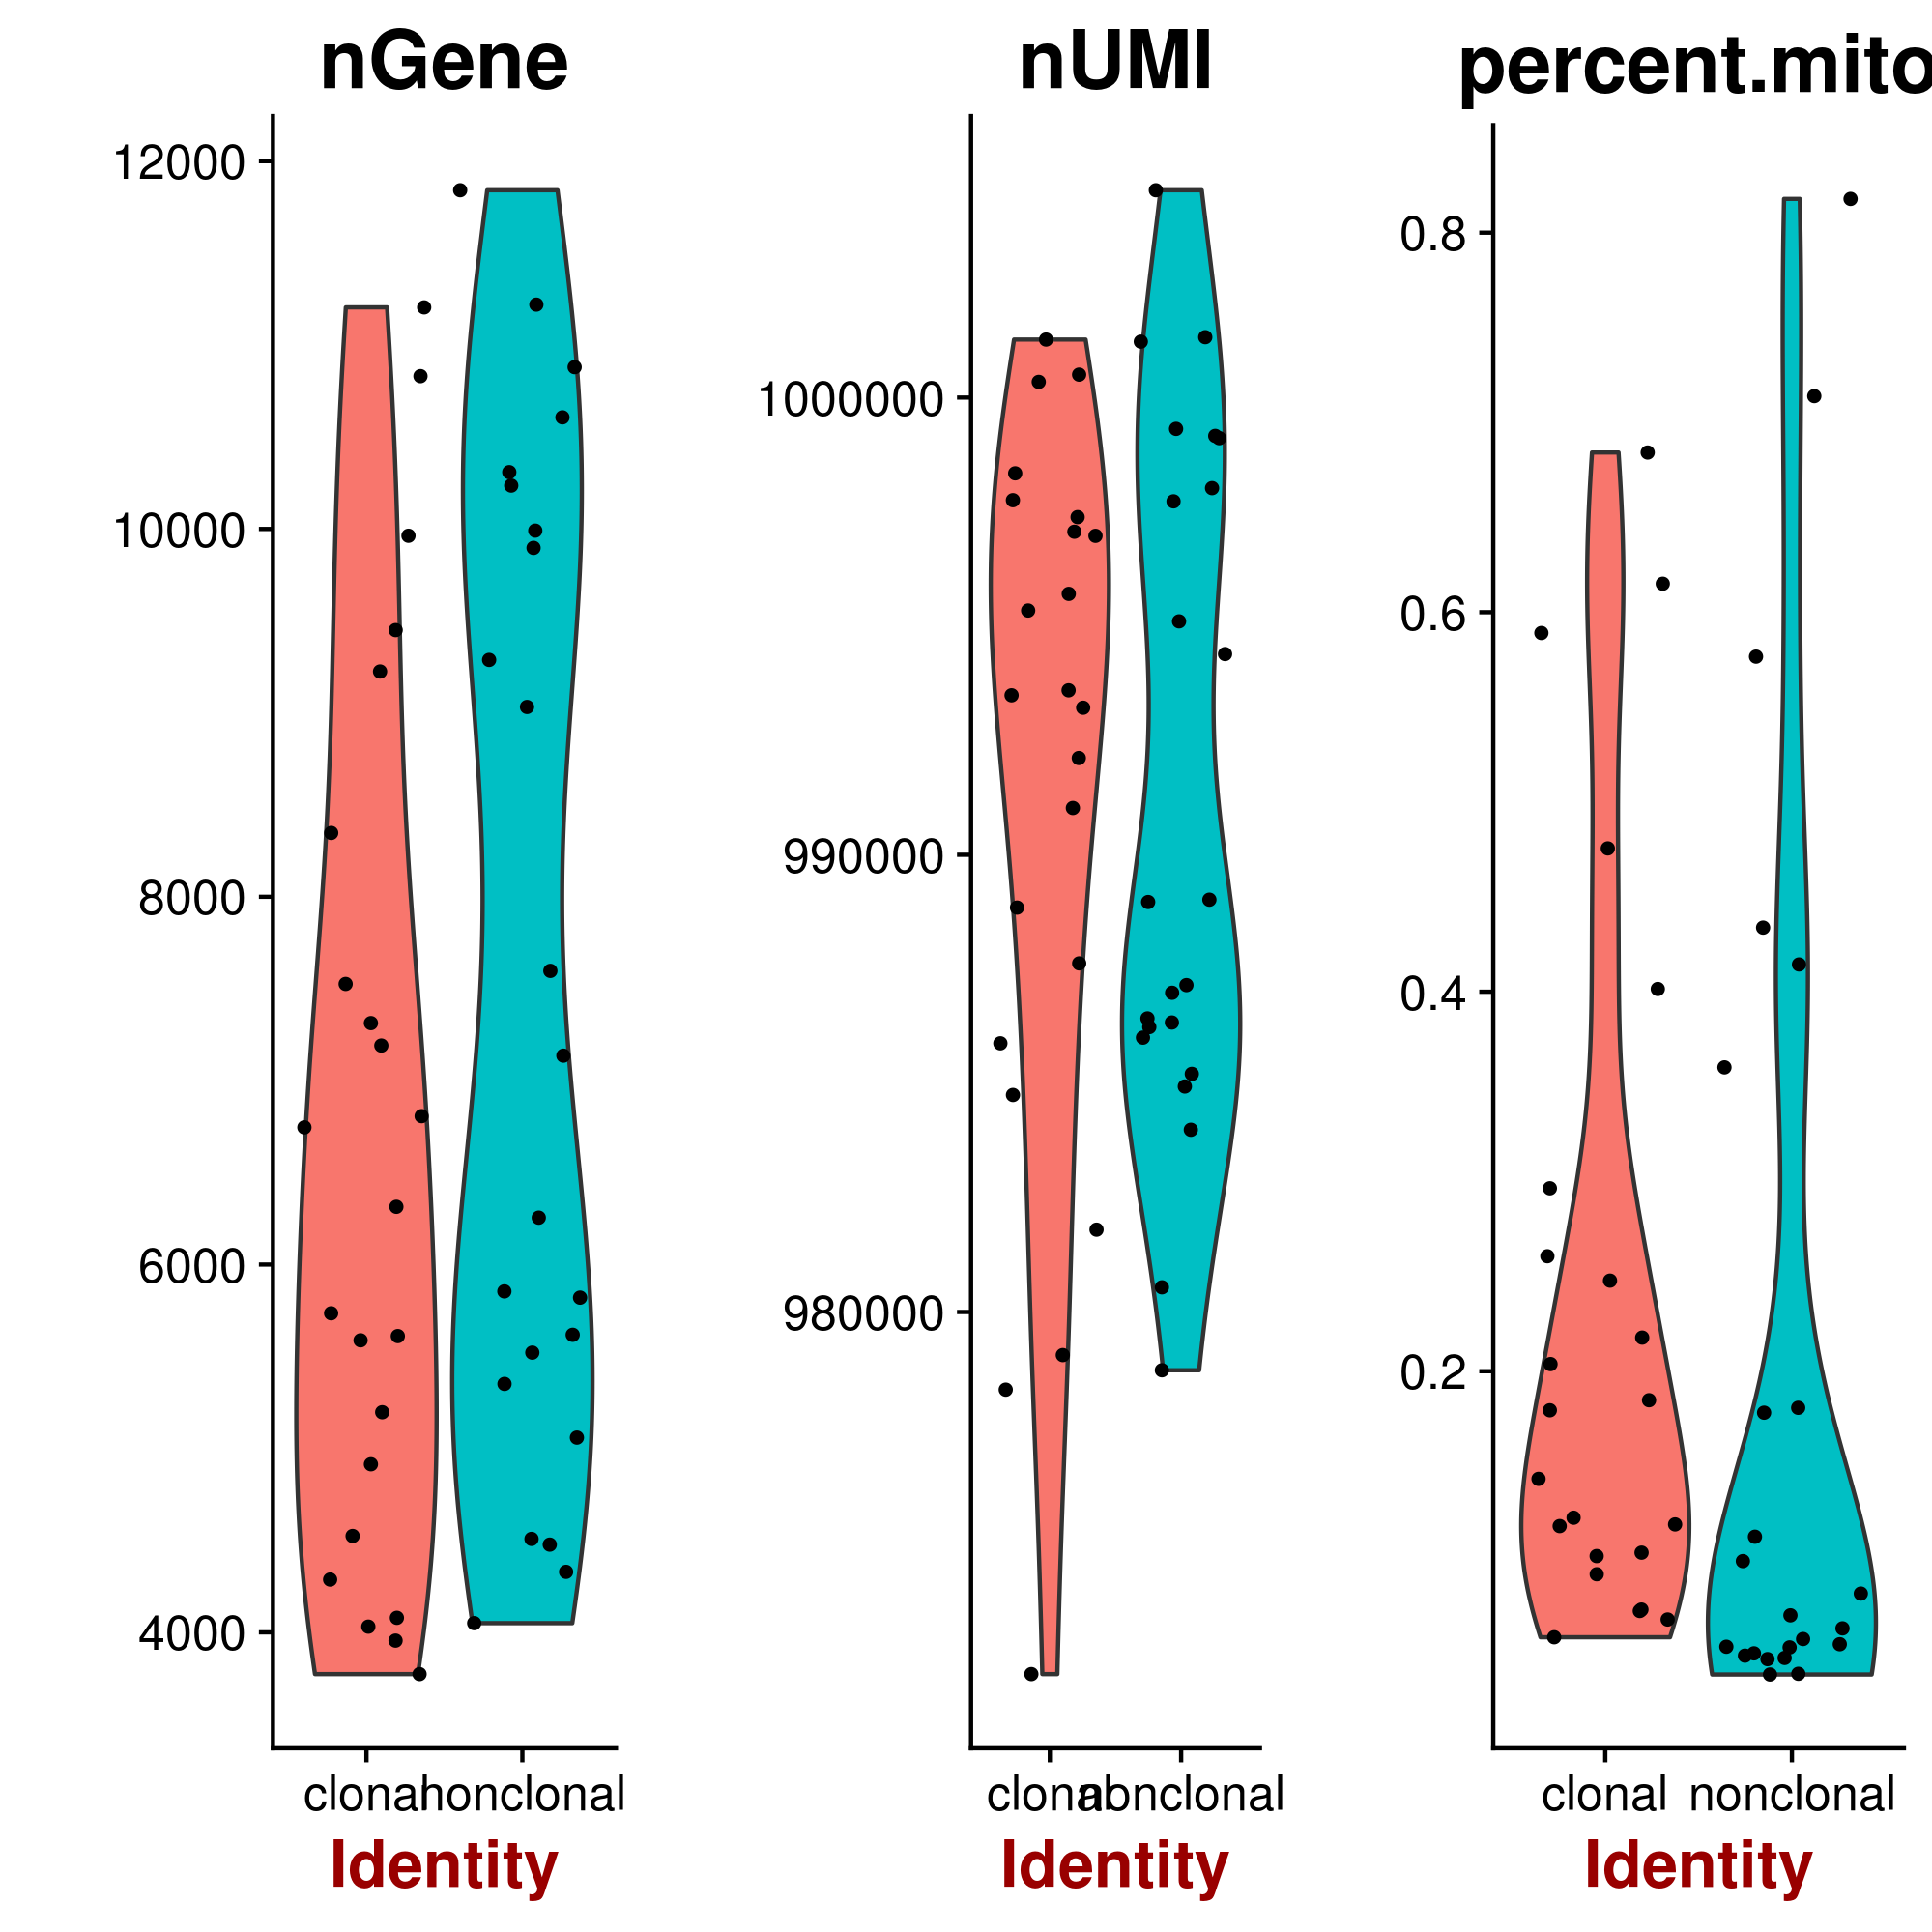 nGene
12000
10000
8000
6000
4000
clonal nonclonal
Identity
nUMI
1000000
990000
980000
clonal nonclonal
Identity
percent.mito
0.8
0.6
0.4
0.2
clonal nonclonal
Identity